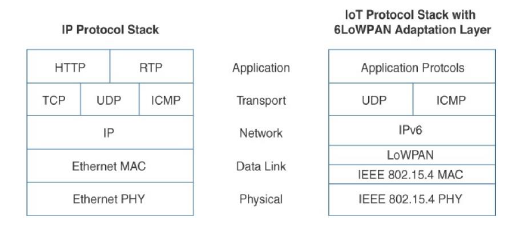 IP Protocol Stack
IoT Protocol Stack with
6LoWPAN Adaptation Layer
HTTP RTP Application Application Protcols
TCP UDP ICMP Transport UDP ICMP
IP Network IPv6
Ethernet MAC Data Link LoWPAN
IEEE 802.15.4 MAC
Ethernet PHY Physical IEEE 802.15.4 PHY